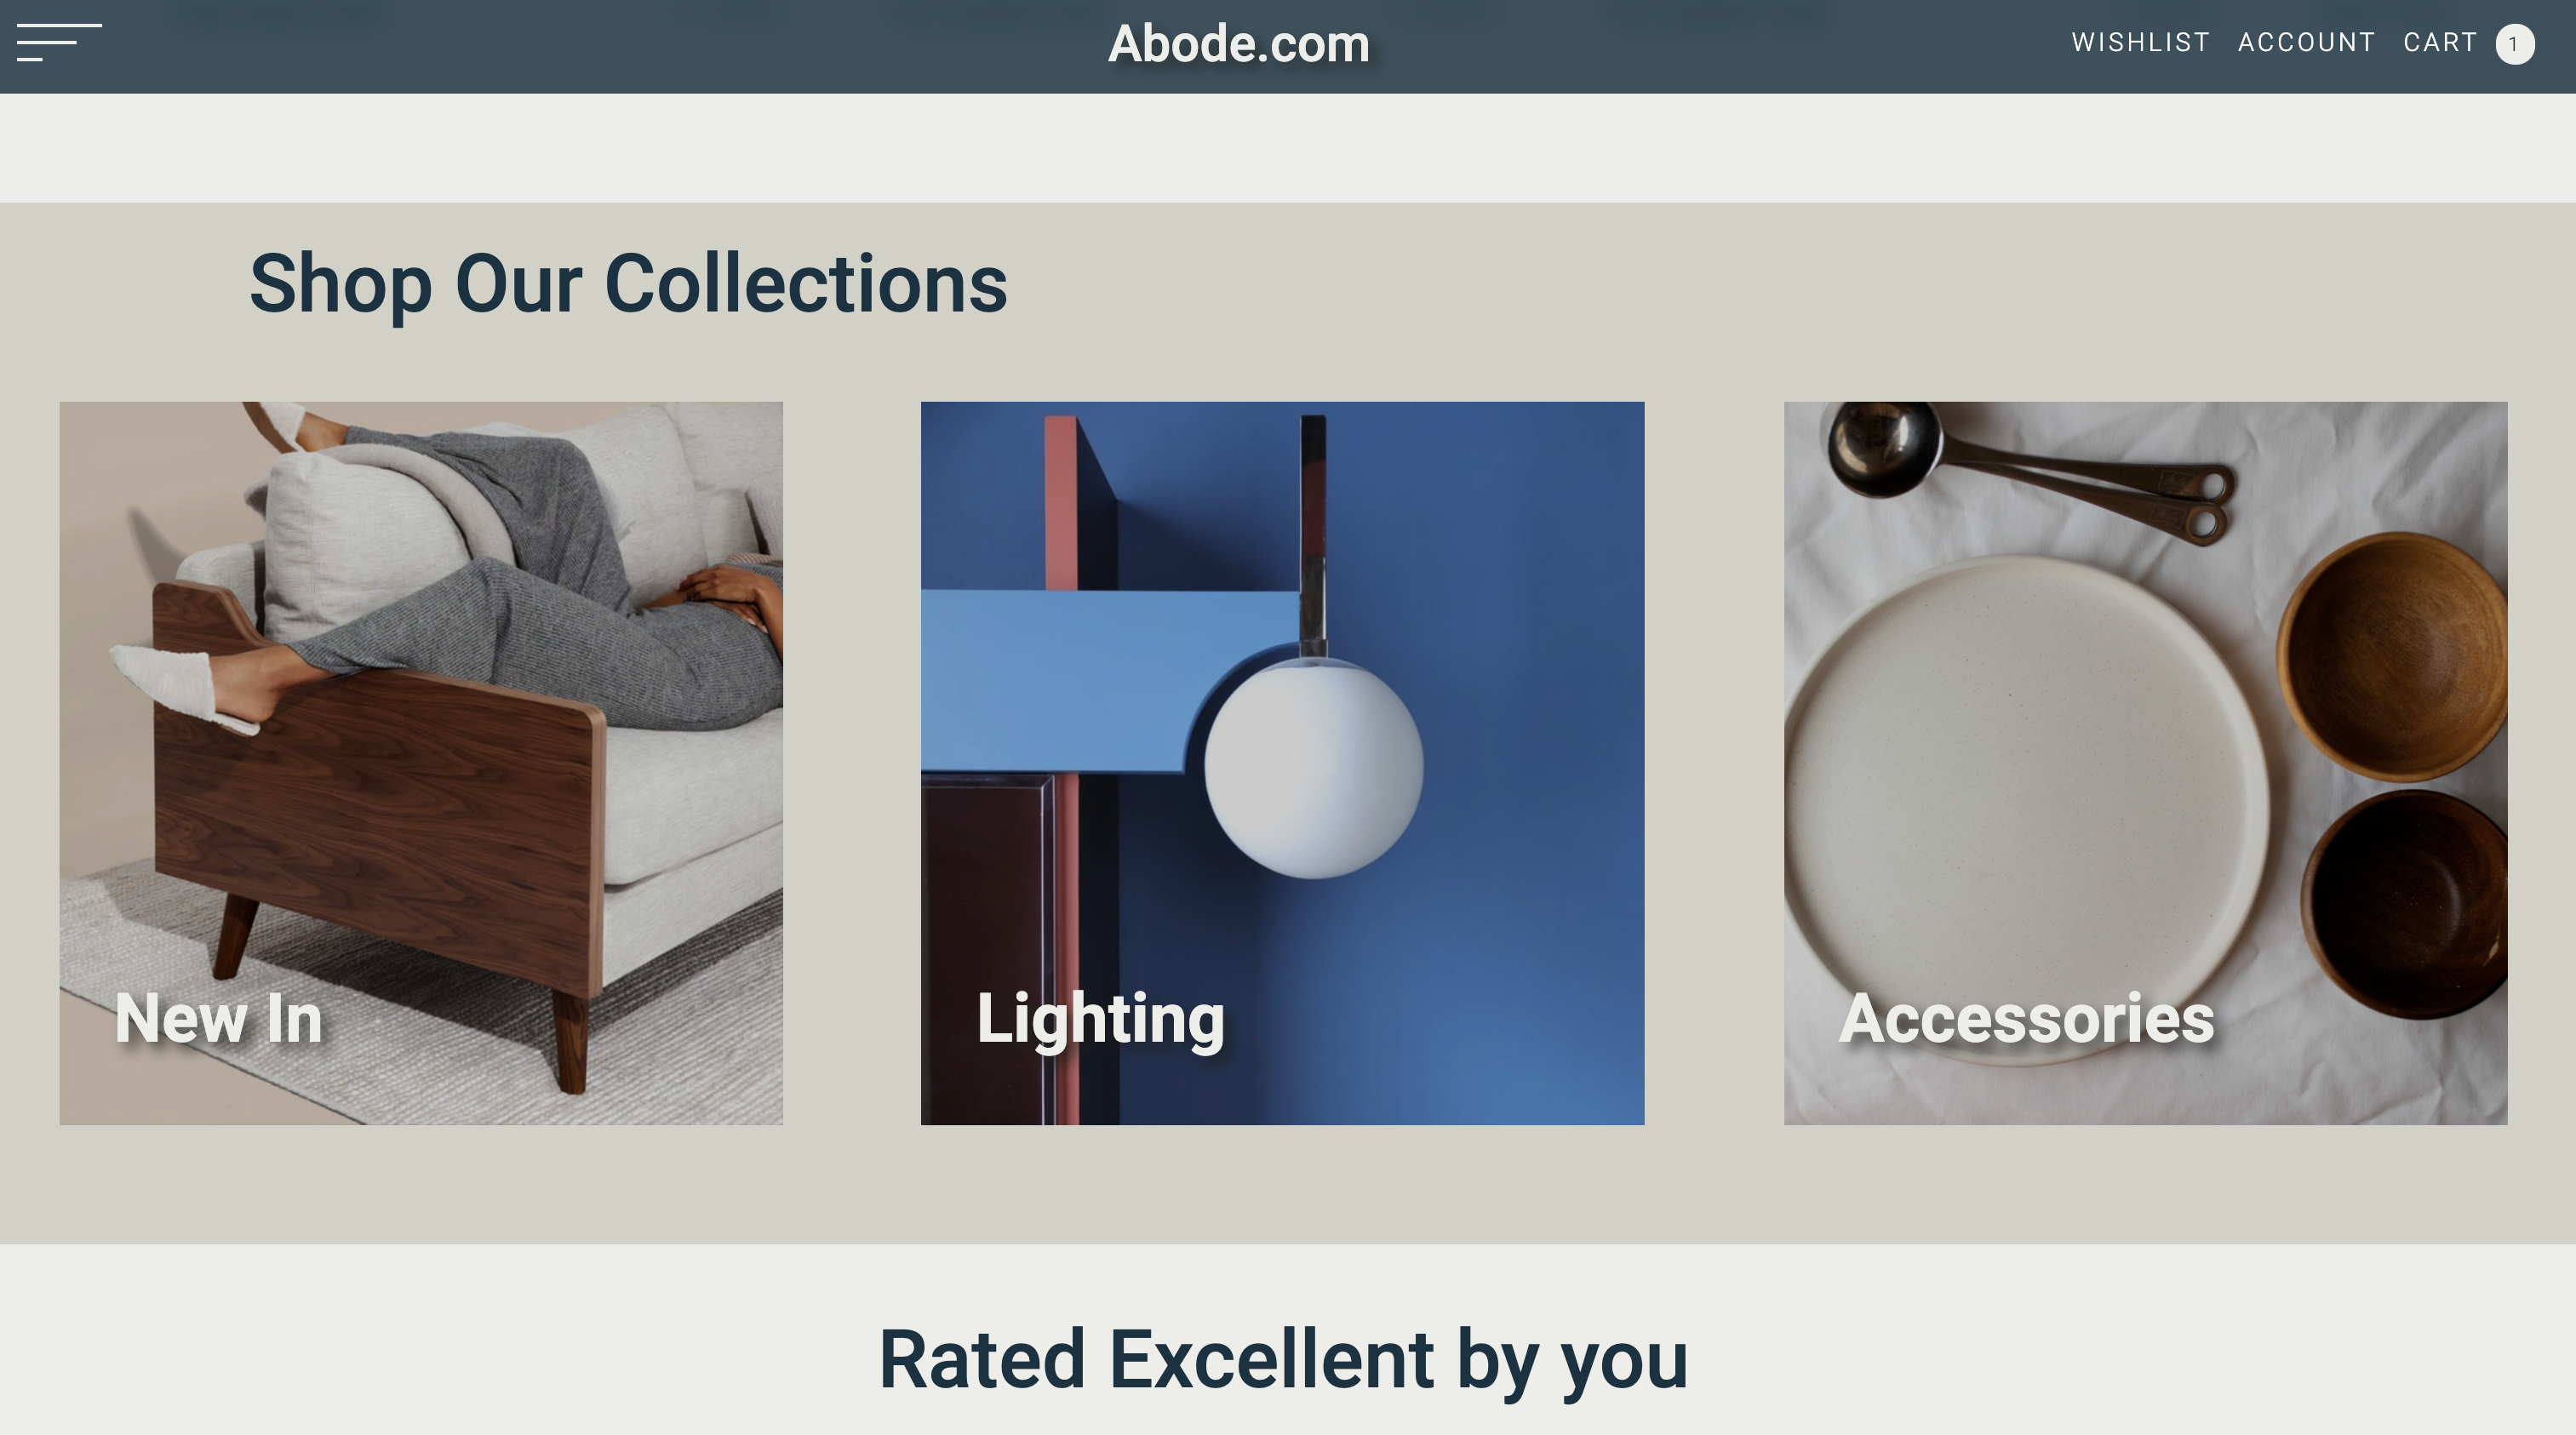 Abode.com
WISHLIST ACCOUNT CART 1
Shop Our Collections
New In
Lighting
Accessories
Rated Excellent by you